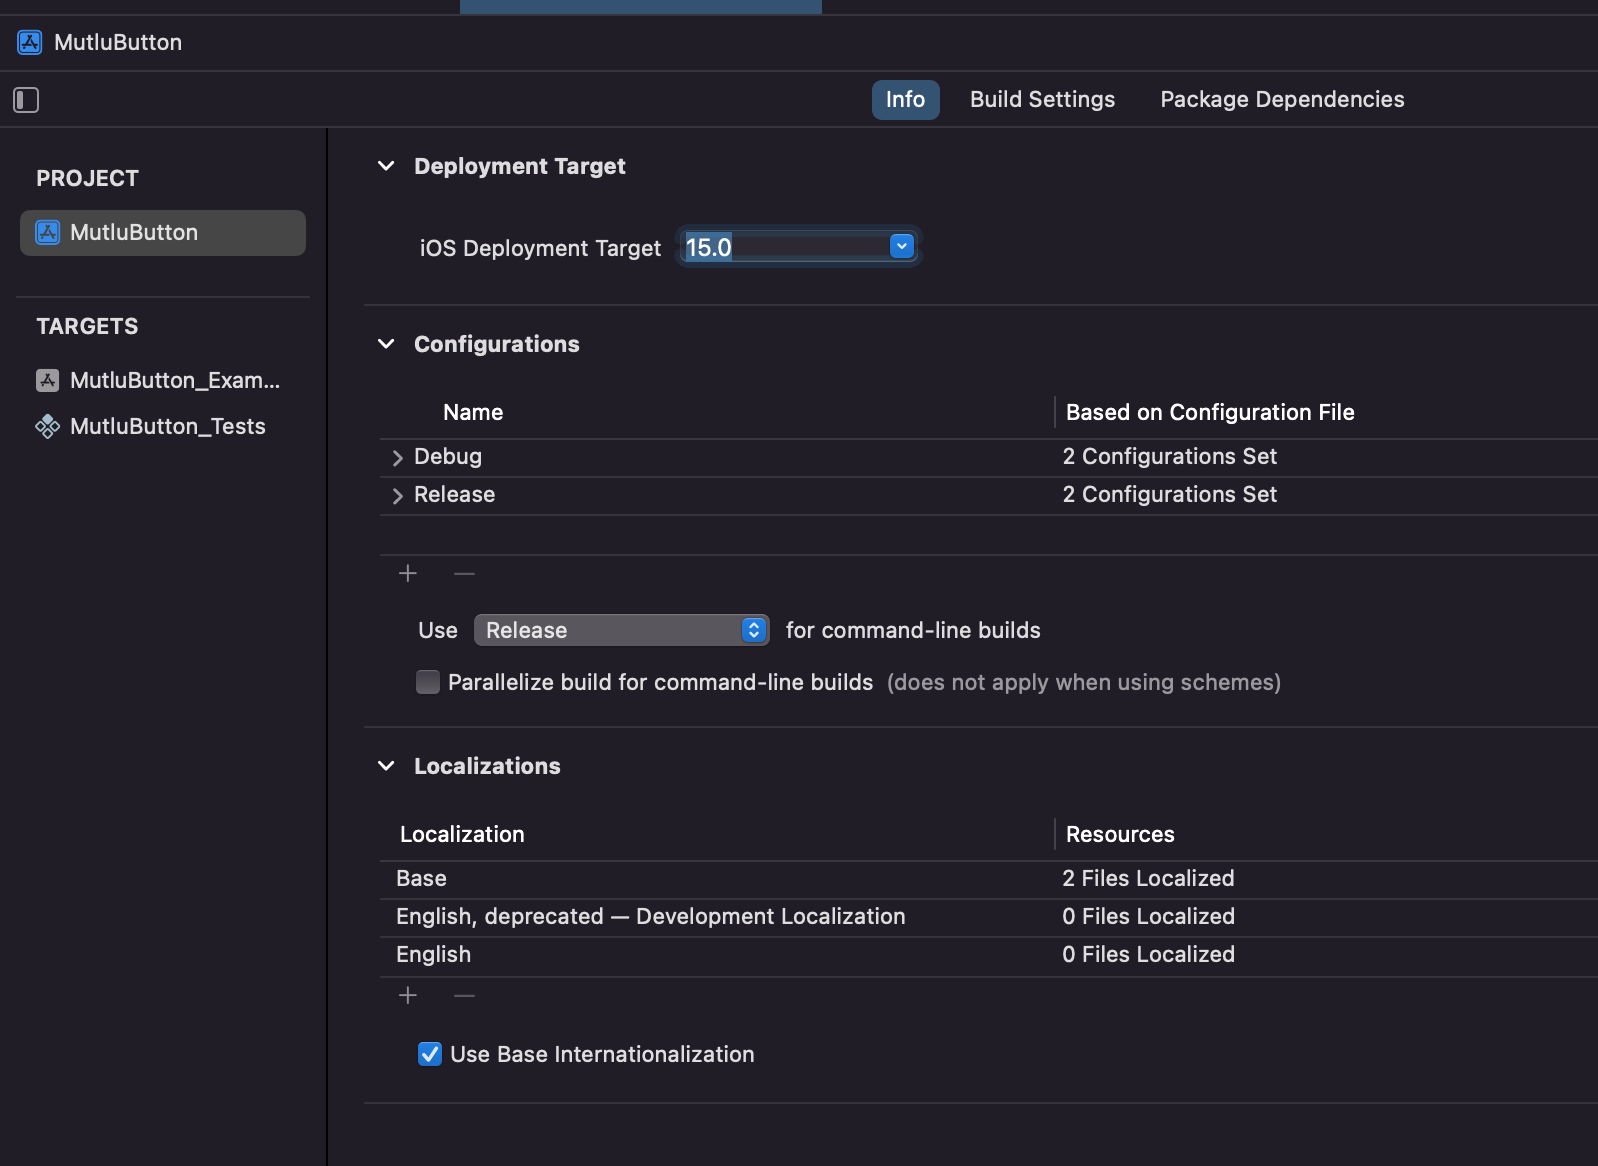 MutluButton
Info
Build Settings
Package Dependencies
PROJECT
MutluButton
TARGETS
MutluButton_Exam...
MutluButton_Tests
Deployment Target
iOS Deployment Target 15.0
Configurations
Name Based on Configuration File
Debug 2 Configurations Set
Release 2 Configurations Set
Use Release for command-line builds
Parallelize build for command-line builds (does not apply when using schemes)
Localizations
Localization Resources
Base 2 Files Localized
English, deprecated — Development Localization 0 Files Localized
English 0 Files Localized
Use Base Internationalization